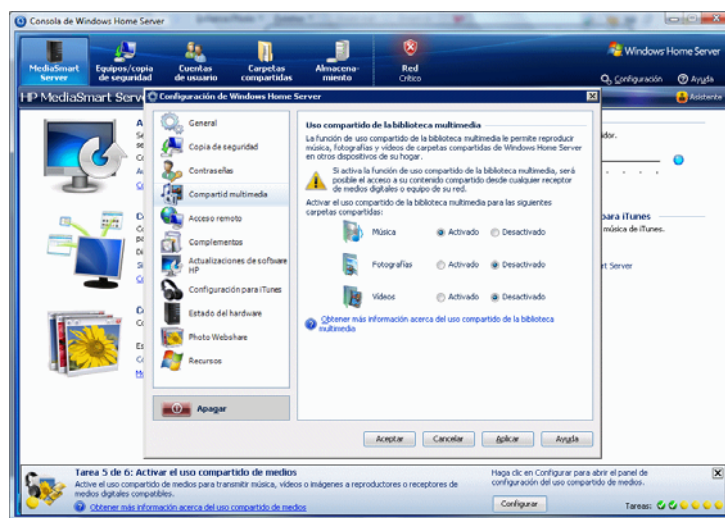 Consola de Windows Home Server
MediaSmart Server
Equipos/copia de seguridad
Cuentas de usuario
Carpetas compartidas
Almacena-miento
Red
Crítico
Windows Home Server
Configuración
Ayuda
HP MediaSmart Serv
Asistente
Configuración de Windows Home Server
General
Copia de seguridad
Contraseñas
Compartid multimedia
Acceso remoto
Complementos
Actualizaciones de software HP
Configuración para iTunes
Estado del hardware
Photo Webshare
Recursos
Apagar
Uso compartido de la biblioteca multimedia
La función de uso compartido de la biblioteca multimedia le permite reproducir
música, fotografías y vídeos de carpetas compartidas de Windows Home Server
en otros dispositivos de su hogar.
Si activa la función de uso compartido de la biblioteca multimedia, será
posible el acceso a su contenido compartido desde cualquier receptor
de medios digitales o equipo de su red.
Activar el uso compartido de la biblioteca multimedia para las siguientes
carpetas compartidas:
Música Activado Desactivado
Fotografías Activado Desactivado
Vídeos Activado Desactivado
Obtener más información acerca del uso compartido de la biblioteca
multimedia
Aceptar Cancelar Aplicar Ayuda
idor.
para iTunes
música de iTunes.
rt Server
Tarea 5 de 6: Activar el uso compartido de medios
Active el uso compartido de medios para transmitir música, vídeos o imágenes a reproductores o receptores de
medios digitales compatibles.
Obtener más información acerca del uso compartido de medios
Haga clic en Configurar para abrir el panel de
configuración del uso compartido de medios.
Configurar
Tareas: